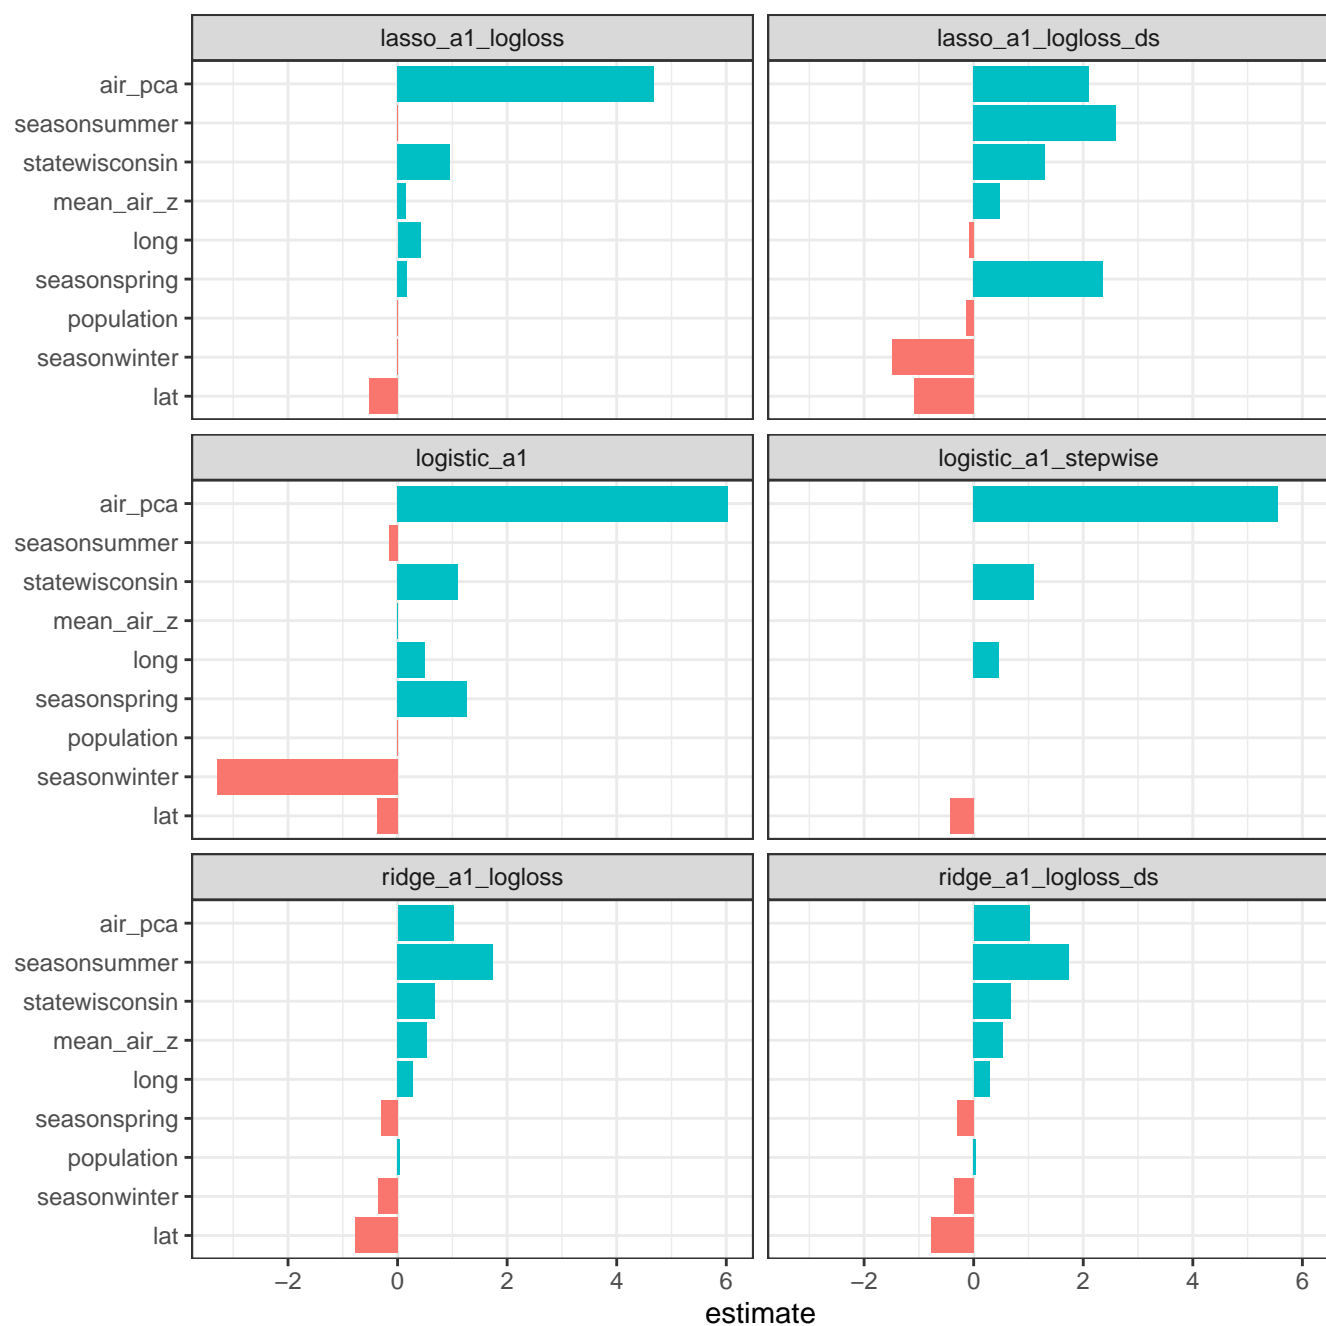 lasso_a1_logloss
lasso_a1_logloss_ds
air_pca
seasonsummer
statewisconsin
mean_air_z
long
seasonspring
population
seasonwinter
lat
logistic_a1
logistic_a1_stepwise
air_pca
seasonsummer
statewisconsin
mean_air_z
long
seasonspring
population
seasonwinter
lat
ridge_a1_logloss
ridge_a1_logloss_ds
air_pca
seasonsummer
statewisconsin
mean_air_z
long
seasonspring
population
seasonwinter
lat
−2 0 2 4 6
−2 0 2 4 6
estimate